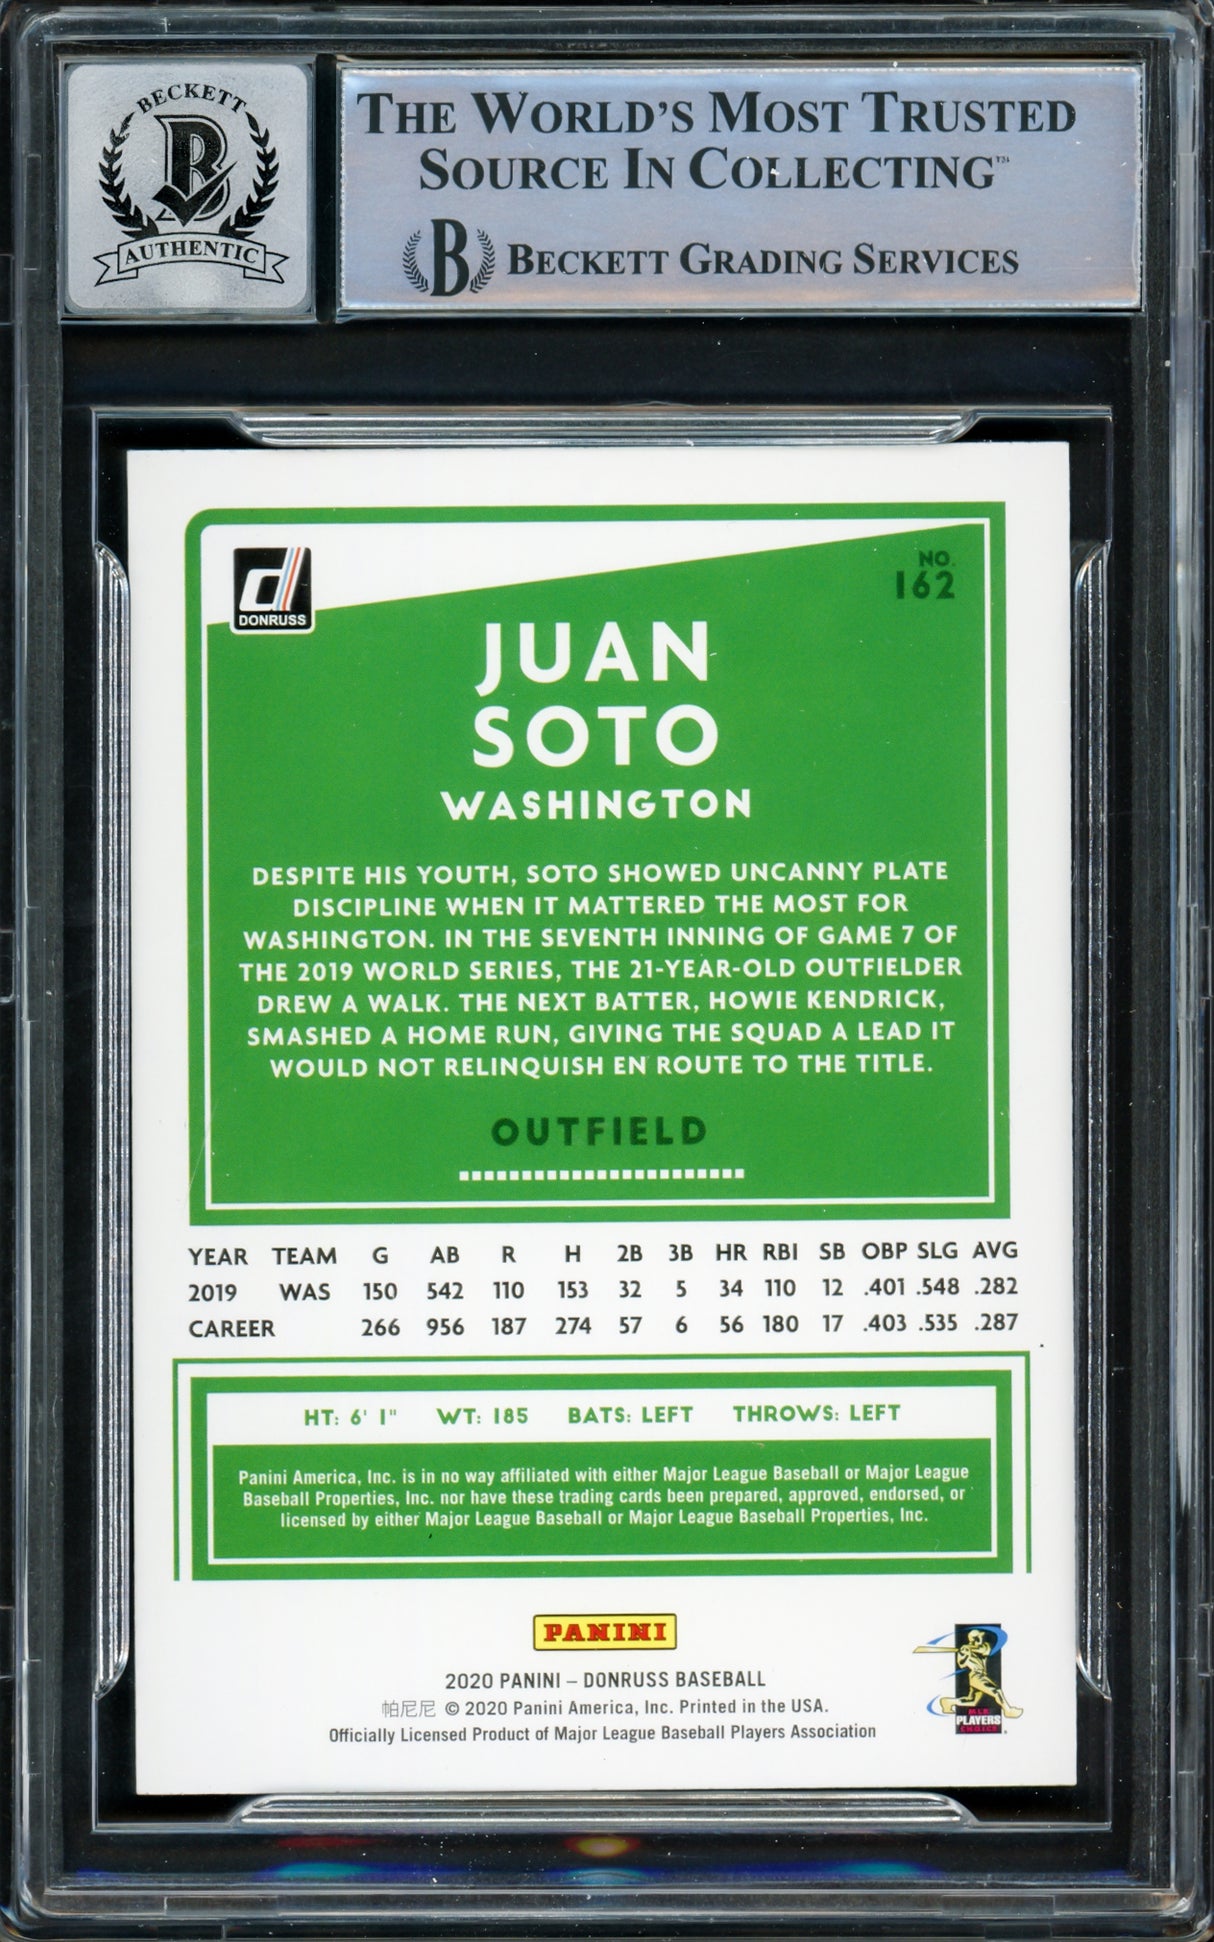 BECKETT
B
AUTHENTIC
THE WORLD'S MOST TRUSTED
SOURCE IN COLLECTING™
B BECKETT GRADING SERVICES
d
DONRUSS
NO.
162
JUAN
SOTO
WASHINGTON
DESPITE HIS YOUTH, SOTO SHOWED UNCANNY PLATE
DISCIPLINE WHEN IT MATTERED THE MOST FOR
WASHINGTON. IN THE SEVENTH INNING OF GAME 7 OF
THE 2019 WORLD SERIES, THE 21-YEAR-OLD OUTFIELDER
DREW A WALK. THE NEXT BATTER, HOWIE KENDRICK,
SMASHED A HOME RUN, GIVING THE SQUAD A LEAD IT
WOULD NOT RELINQUISH EN ROUTE TO THE TITLE.
OUTFIELD
YEAR TEAM G AB R H 2B 3B HR RBI SB OBP SLG AVG
2019 WAS 150 542 110 153 32 5 34 110 12 .401 .548 .282
CAREER 266 956 187 274 57 6 56 180 17 .403 .535 .287
HT: 6' 1" WT: 185 BATS: LEFT THROWS: LEFT
Panini America, Inc. is in no way affiliated with either Major League Baseball or Major League
Baseball Properties, Inc. nor have these trading cards been prepared, approved, endorsed, or
licensed by either Major League Baseball or Major League Baseball Properties, Inc.
PANINI
2020 PANINI – DONRUSS BASEBALL
帕尼尼 © 2020 Panini America, Inc. Printed in the USA.
Officially Licensed Product of Major League Baseball Players Association
MLB
PLAYERS
CHOICE